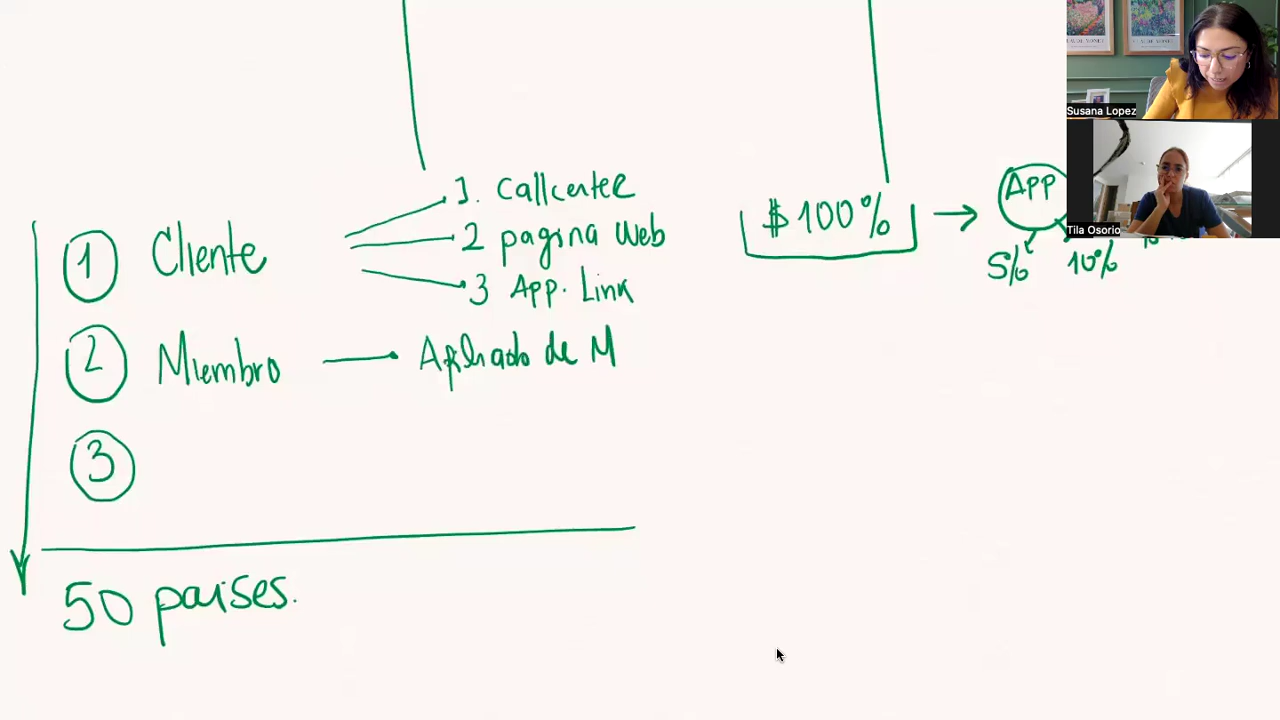 1 Cliente
1. Callcenter
2 pagina web
3 App. Link
$100%
APP
5%
10%
2 Miembro
Afiliado de M
3
50 paises.
Susana Lopez
Tila Osorio